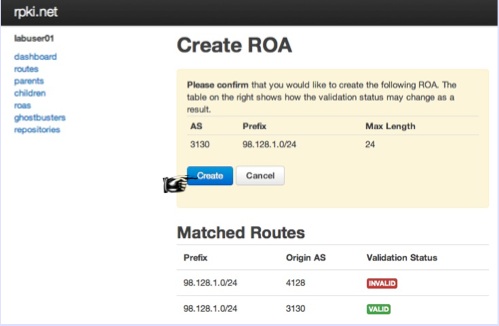 rpki.net
labuser01
dashboard
routes
parents
children
roas
ghostbusters
repositories
Create ROA
Please confirm that you would like to create the following ROA. The
table on the right shows how the validation status may change as a
result.
AS Prefix Max Length
3130 98.128.1.0/24 24
Create Cancel
Matched Routes
Prefix Origin AS Validation Status
98.128.1.0/24 4128 INVALID
98.128.1.0/24 3130 VALID